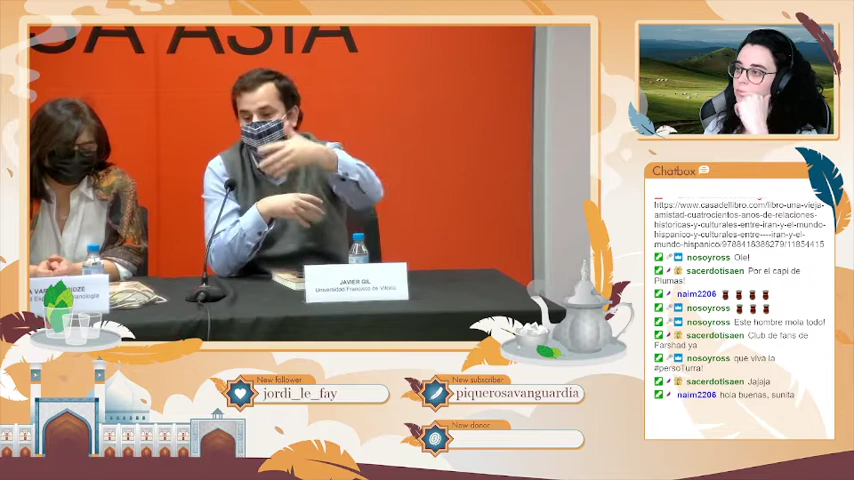 SA ASIA
JAVIER GIL
Universidad Francisco de Vitoria
Chatbox
https://www.casadellibro.com/libro-una-vieja-
amistad-cuatrocientos-anos-de-relaciones-
historicas-y-culturales-entre-iran-y-el-mundo-
hispanico-y-culturales-entre----iran-y-el-
mundo-hispanico/9788418388279/11854415
nosoyross Ole!
sacerdotisaen Por el capi de
Plumas!
naim2206
nosoyross
nosoyross Este hombre mola todo!
sacerdotisaen Club de fans de
Farshad ya
nosoyross que viva la
#persoTurra!
sacerdotisaen Jajaja
naim2206 hola buenas, sunita
New follower
jordi_le_fay
New subscriber
piquerosavanguardia
New donor